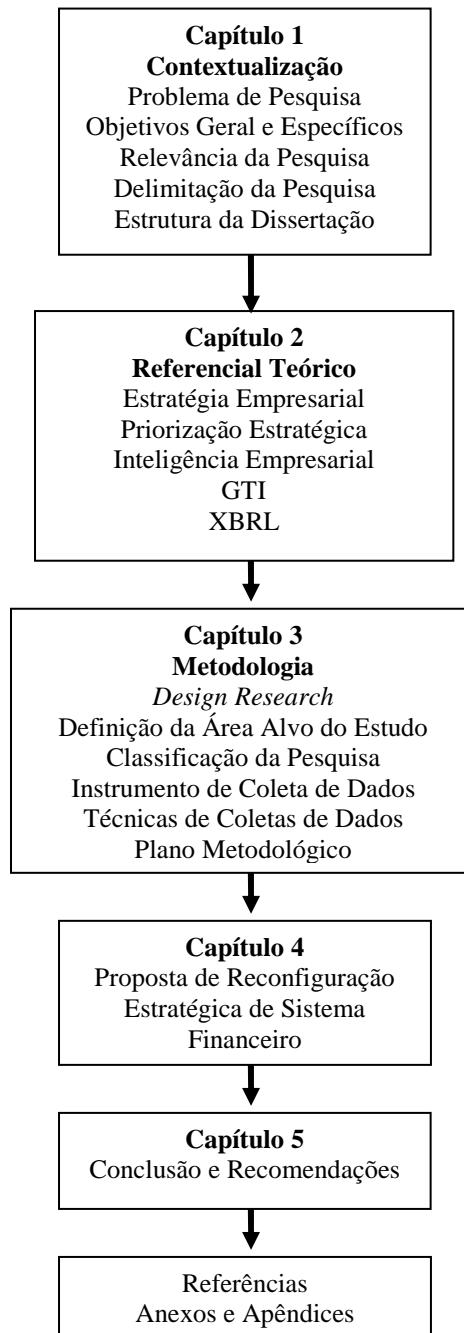 Capítulo 1
Contextualização
Problema de Pesquisa
Objetivos Geral e Específicos
Relevância da Pesquisa
Delimitação da Pesquisa
Estrutura da Dissertação
Capítulo 2
Referencial Teórico
Estratégia Empresarial
Priorização Estratégica
Inteligência Empresarial
GTI
XBRL
Capítulo 3
Metodologia
Design Research
Definição da Área Alvo do Estudo
Classificação da Pesquisa
Instrumento de Coleta de Dados
Técnicas de Coletas de Dados
Plano Metodológico
Capítulo 4
Proposta de Reconfiguração
Estratégica de Sistema
Financeiro
Capítulo 5
Conclusão e Recomendações
Referências
Anexos e Apêndices